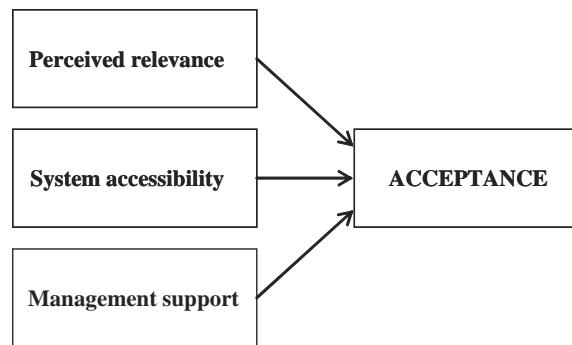 Perceived relevance
System accessibility
ACCEPTANCE
Management support